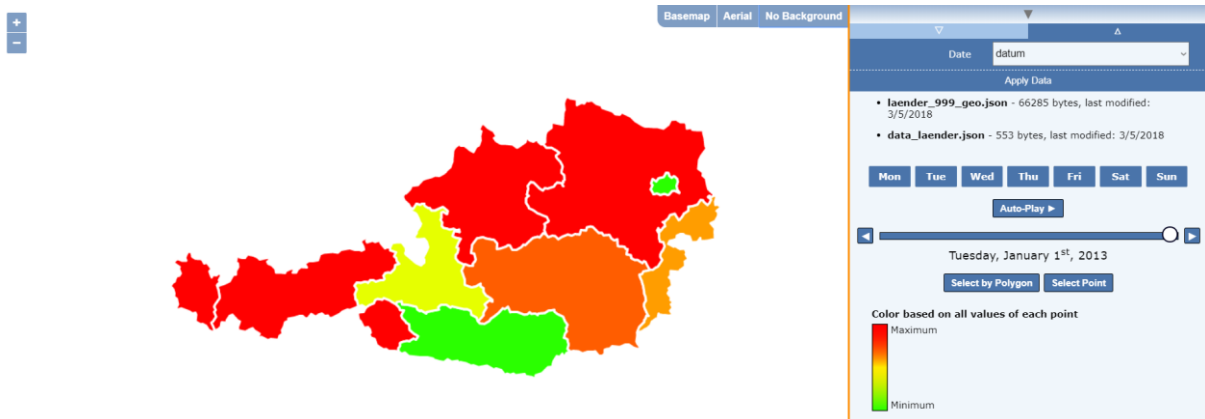 +
−
Basemap Aerial No Background
▼
▽ △
Date datum
Apply Data
• laender_999_geo.json - 66285 bytes, last modified:
3/5/2018
• data_laender.json - 553 bytes, last modified: 3/5/2018
Mon Tue Wed Thu Fri Sat Sun
Auto-Play ►
◄ ►
Tuesday, January 1st, 2013
Select by Polygon Select Point
Color based on all values of each point
Maximum
Minimum